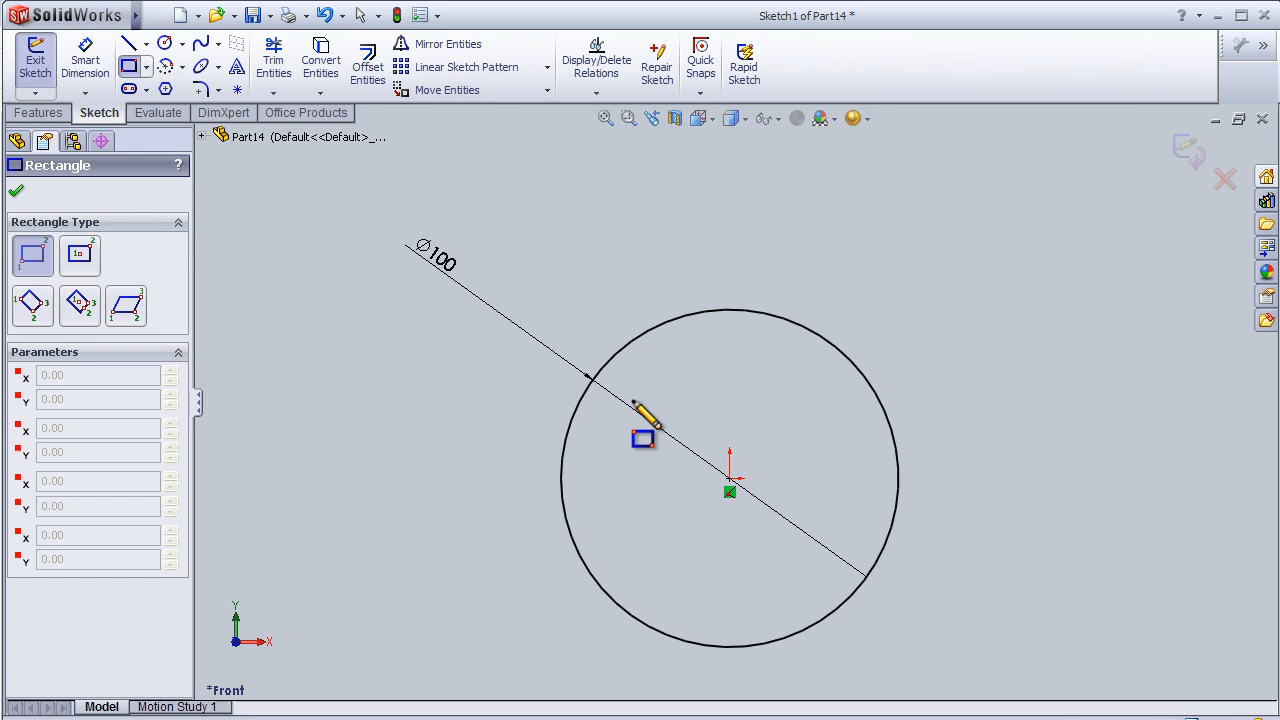 SolidWorks
Sketch1 of Part14 *
?
Exit Sketch
Smart Dimension
Trim Entities
Convert Entities
Offset Entities
Mirror Entities
Linear Sketch Pattern
Move Entities
Display/Delete Relations
Repair Sketch
Quick Snaps
Rapid Sketch
Features
Sketch
Evaluate
DimXpert
Office Products
Part14 (Default<<Default>_...
Rectangle
?
Rectangle Type
Parameters
X 0.00
Y 0.00
X 0.00
Y 0.00
X 0.00
Y 0.00
X 0.00
Y 0.00
∅100
Y
X
*Front
Model
Motion Study 1